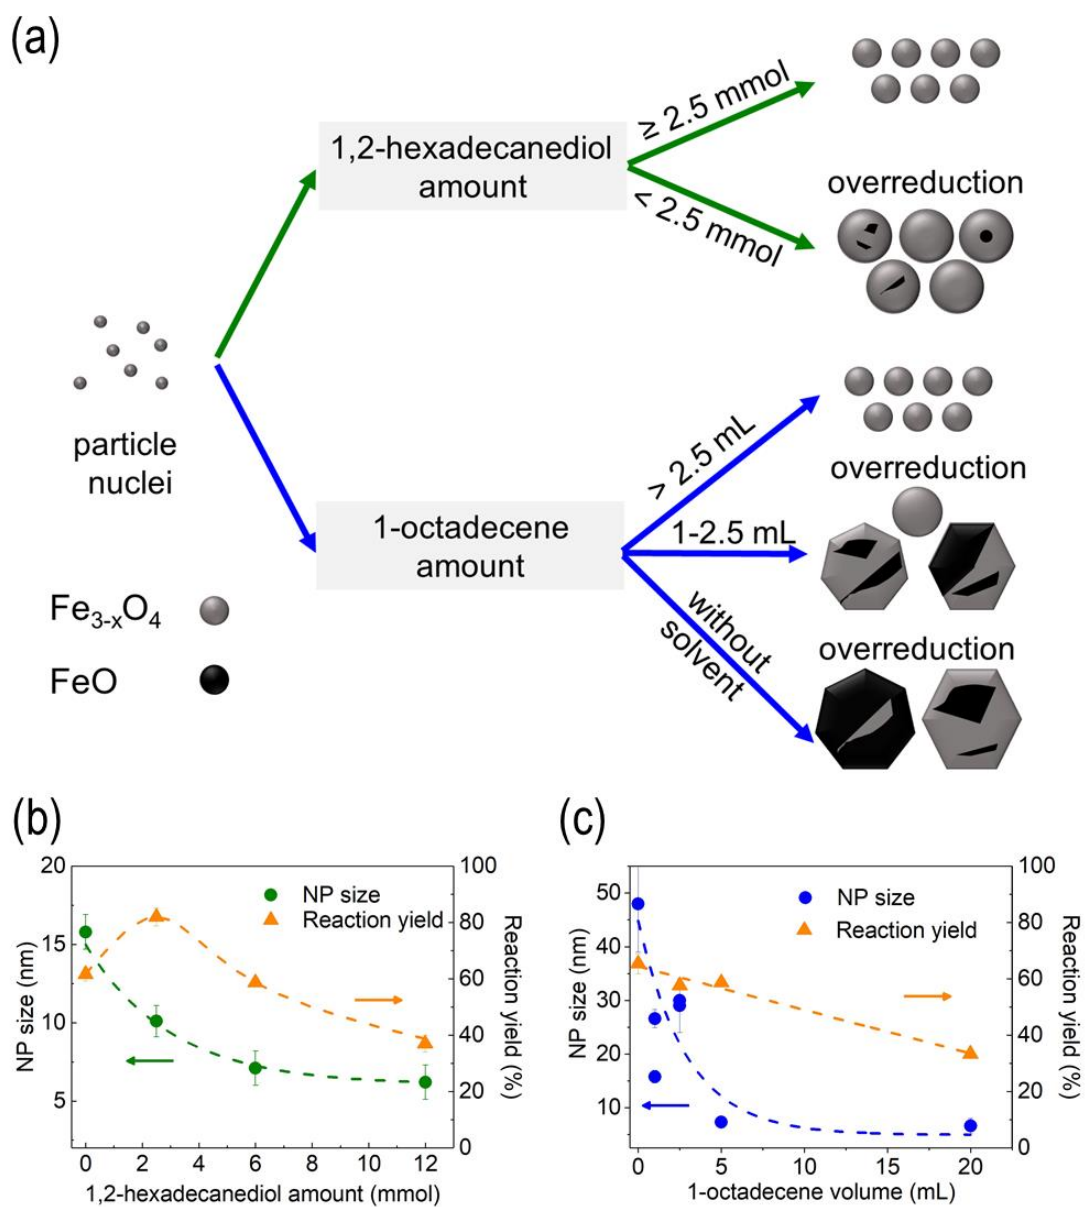 (a)
1,2-hexadecanediol
amount
≥ 2.5 mmol
< 2.5 mmol
overreduction
particle
nuclei
1-octadecene
amount
> 2.5 mL
1-2.5 mL
without
solvent
overreduction
overreduction
Fe3-xO4
FeO
(b)
NP size
Reaction yield
NP size (nm)
20
15
10
5
Reaction yield (%)
100
80
60
40
20
0
0 2 4 6 8 10 12
1,2-hexadecanediol amount (mmol)
(c)
NP size
Reaction yield
NP size (nm)
50
40
30
20
10
Reaction yield (%)
100
80
60
40
20
0
0 5 10 15 20
1-octadecene volume (mL)